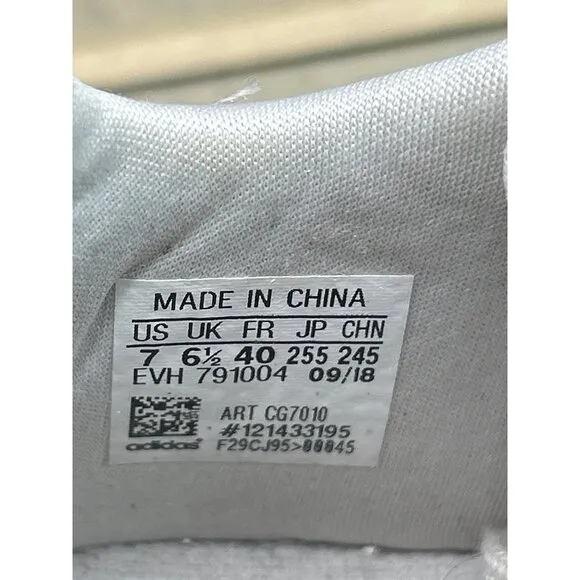 MADE IN CHINA
US UK FR JP CHN
7 6½ 40 255 245
EVH 791004 09/18
ART CG7010
#121433195
adidas F29CJ95>00045